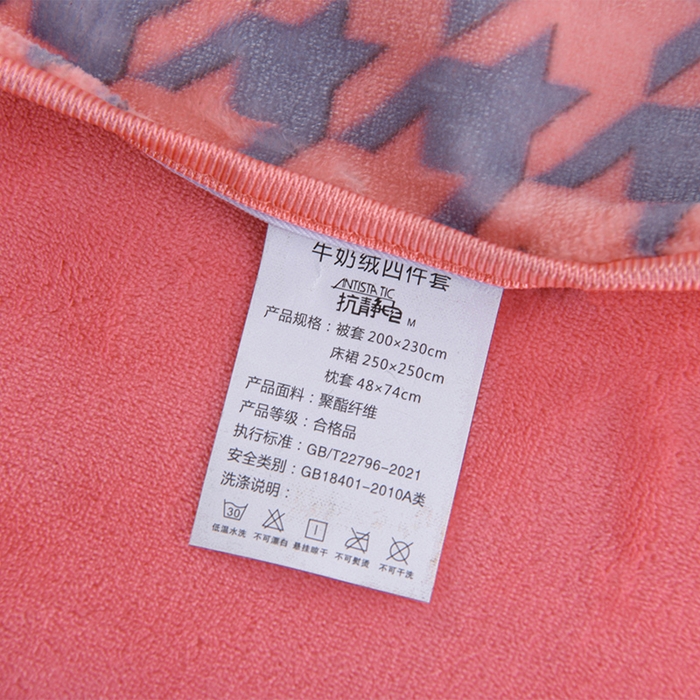 牛奶绒四件套
ANTISTATIC
抗静电 M
产品规格：被套 200×230cm
床裙 250×250cm
枕套 48×74cm
产品面料：聚酯纤维
产品等级：合格品
执行标准：GB/T22796-2021
安全类别：GB18401-2010A类
洗涤说明：
30
低温水洗 不可漂白 悬挂晾干 不可熨烫 不可干洗